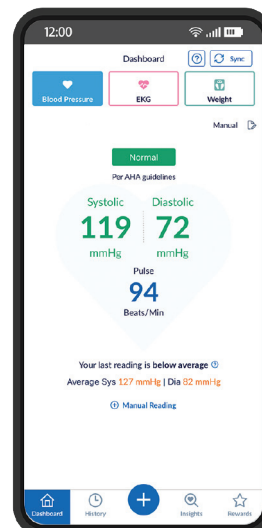 12:00
Dashboard
Sync
Blood Pressure
EKG
Weight
Manual
Normal
Per AHA guidelines
Systolic Diastolic
119 72
mmHg mmHg
Pulse
94
Beats/Min
Your last reading is below average ?
Average Sys 127 mmHg | Dia 82 mmHg
Manual Reading
Dashboard History Insights Rewards